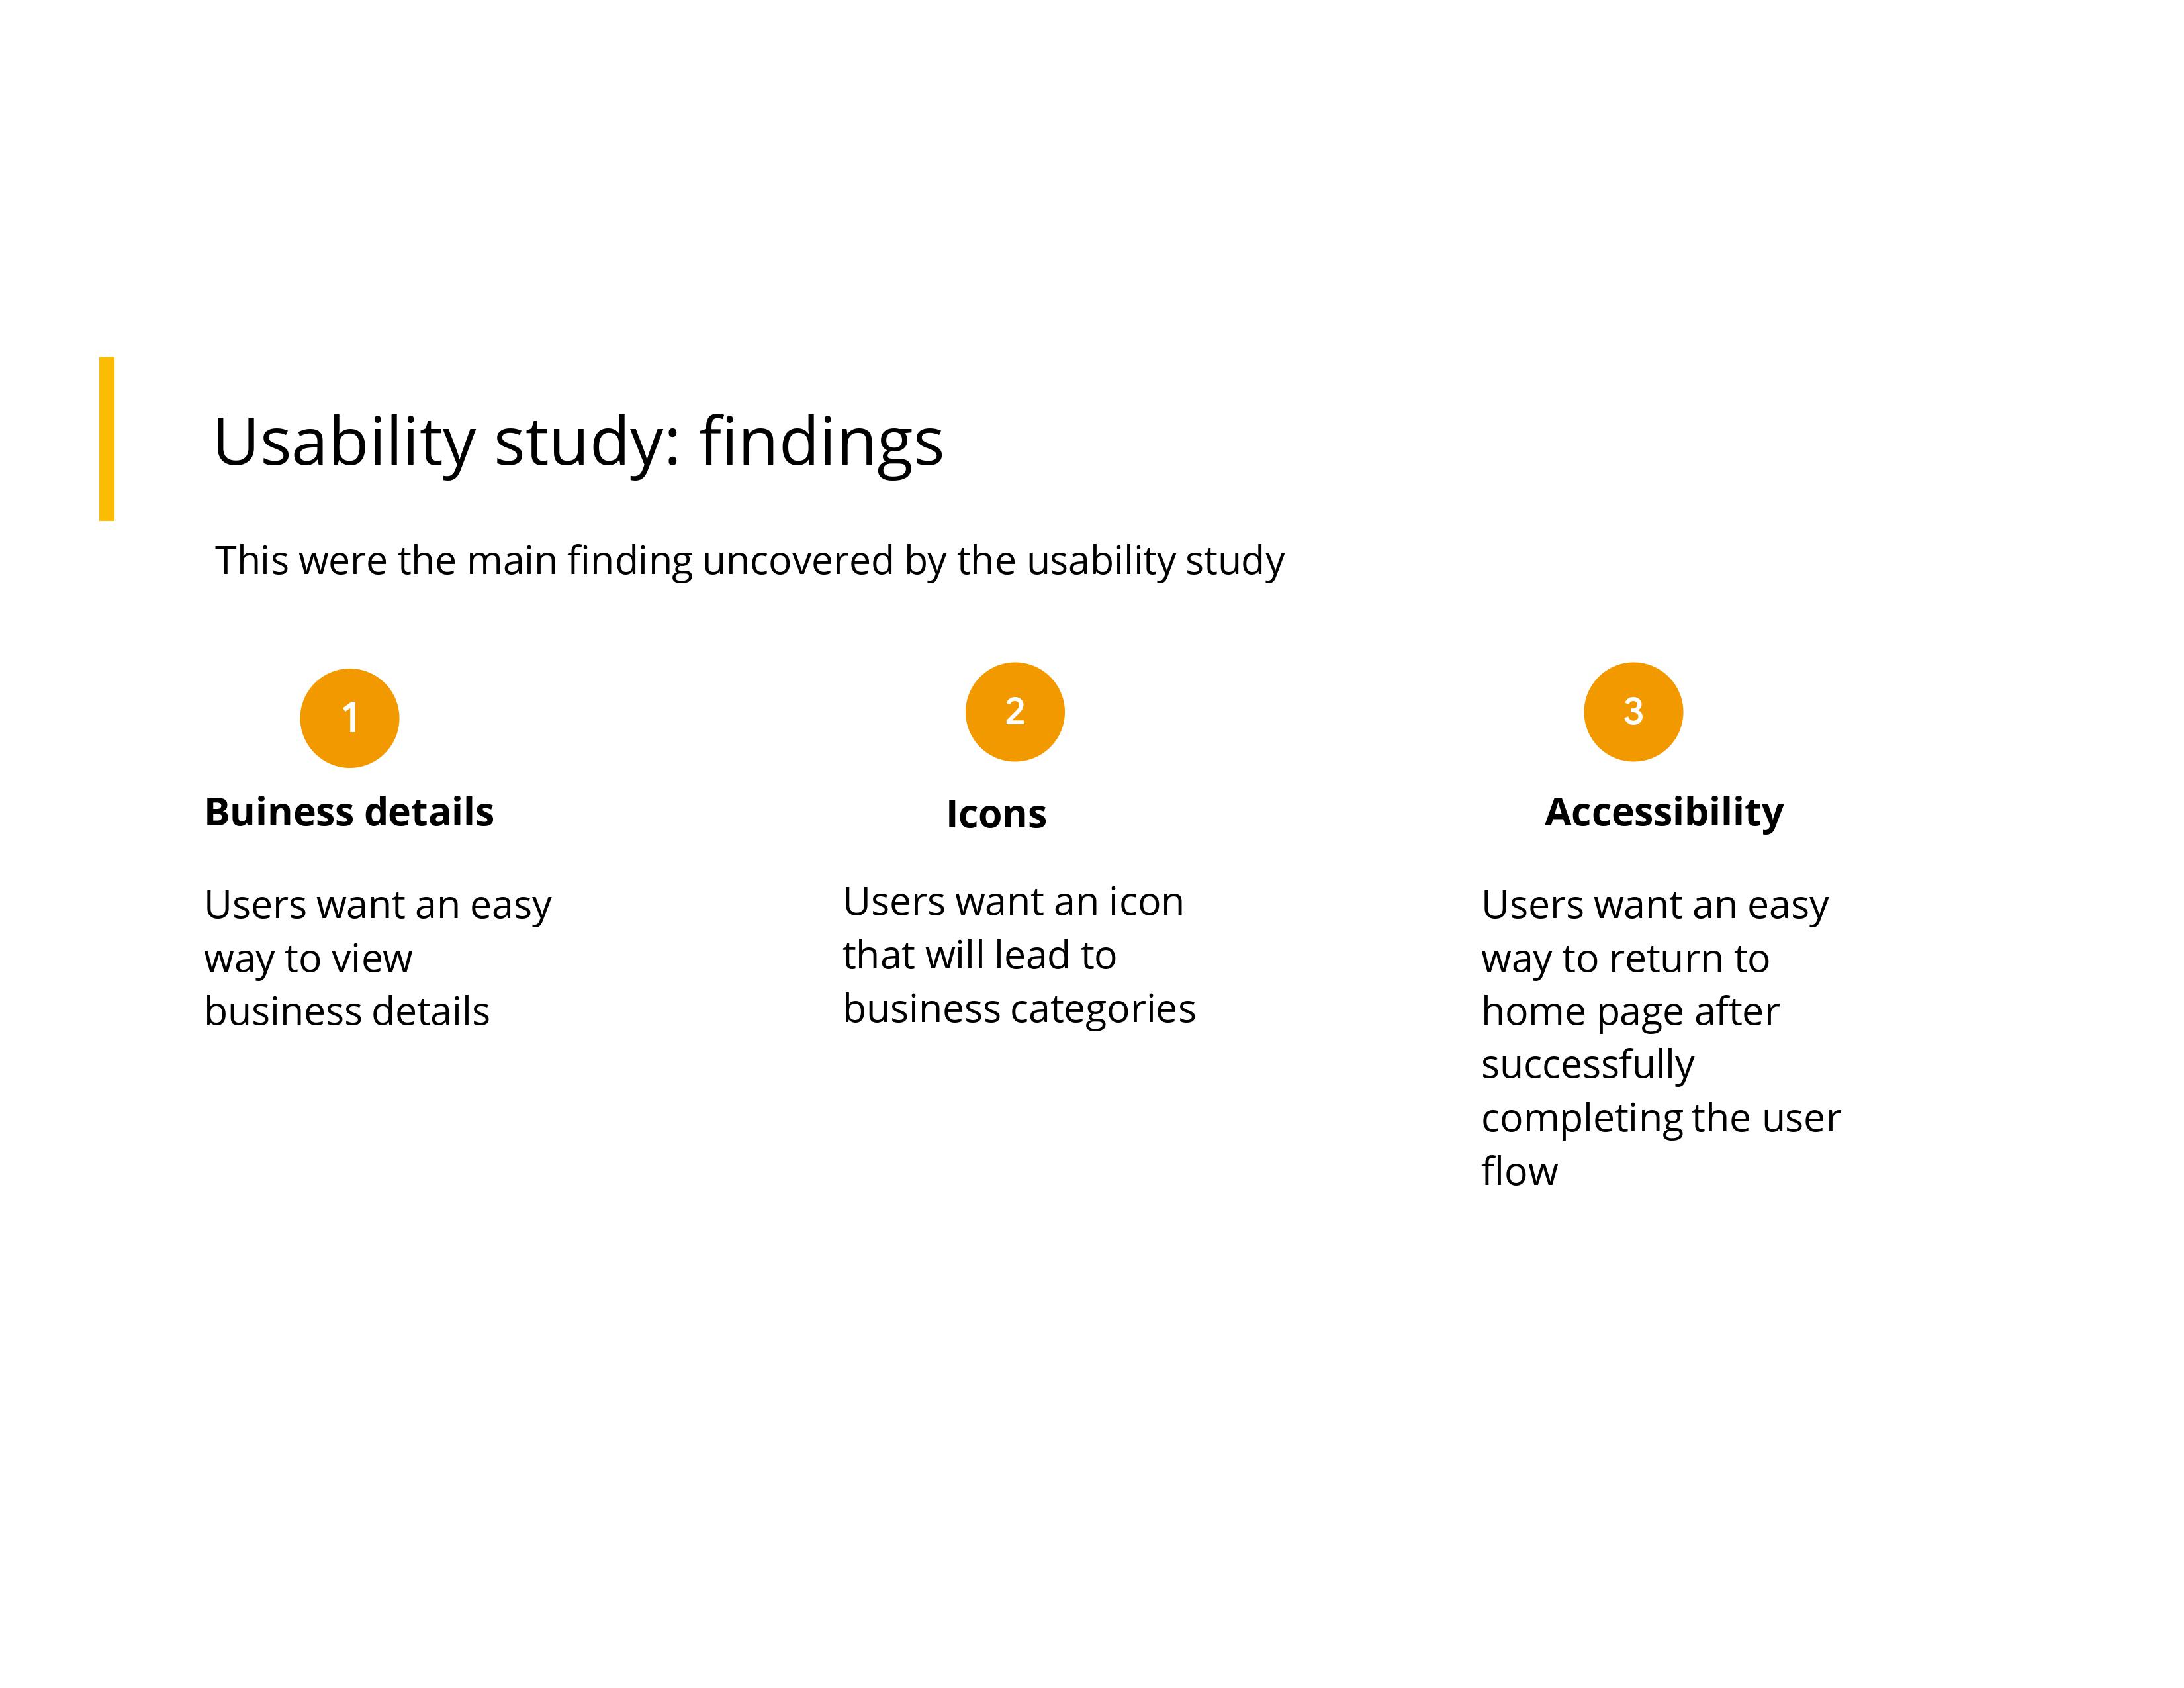 Usability study: findings
This were the main finding uncovered by the usability study
1
Buiness details
Users want an easy
way to view
business details
2
Icons
Users want an icon
that will lead to
business categories
3
Accessibility
Users want an easy
way to return to
home page after
successfully
completing the user
flow